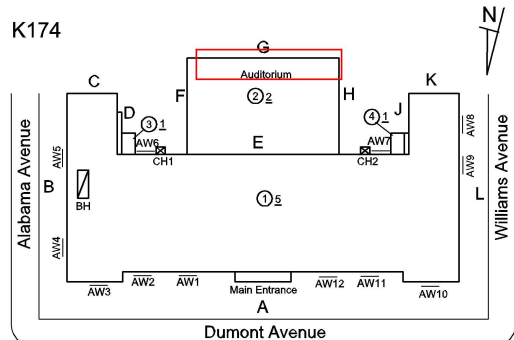 K174
N
G
Auditorium
C
K
F
H
D
J
② 2
③ 1
④ 1
AW6
AW7
AW8
E
CH1
CH2
AW5
AW9
Alabama Avenue
B
L
Williams Avenue
BH
① 5
AW4
AW3
AW2
AW1
Main Entrance
AW12
AW11
AW10
A
Dumont Avenue